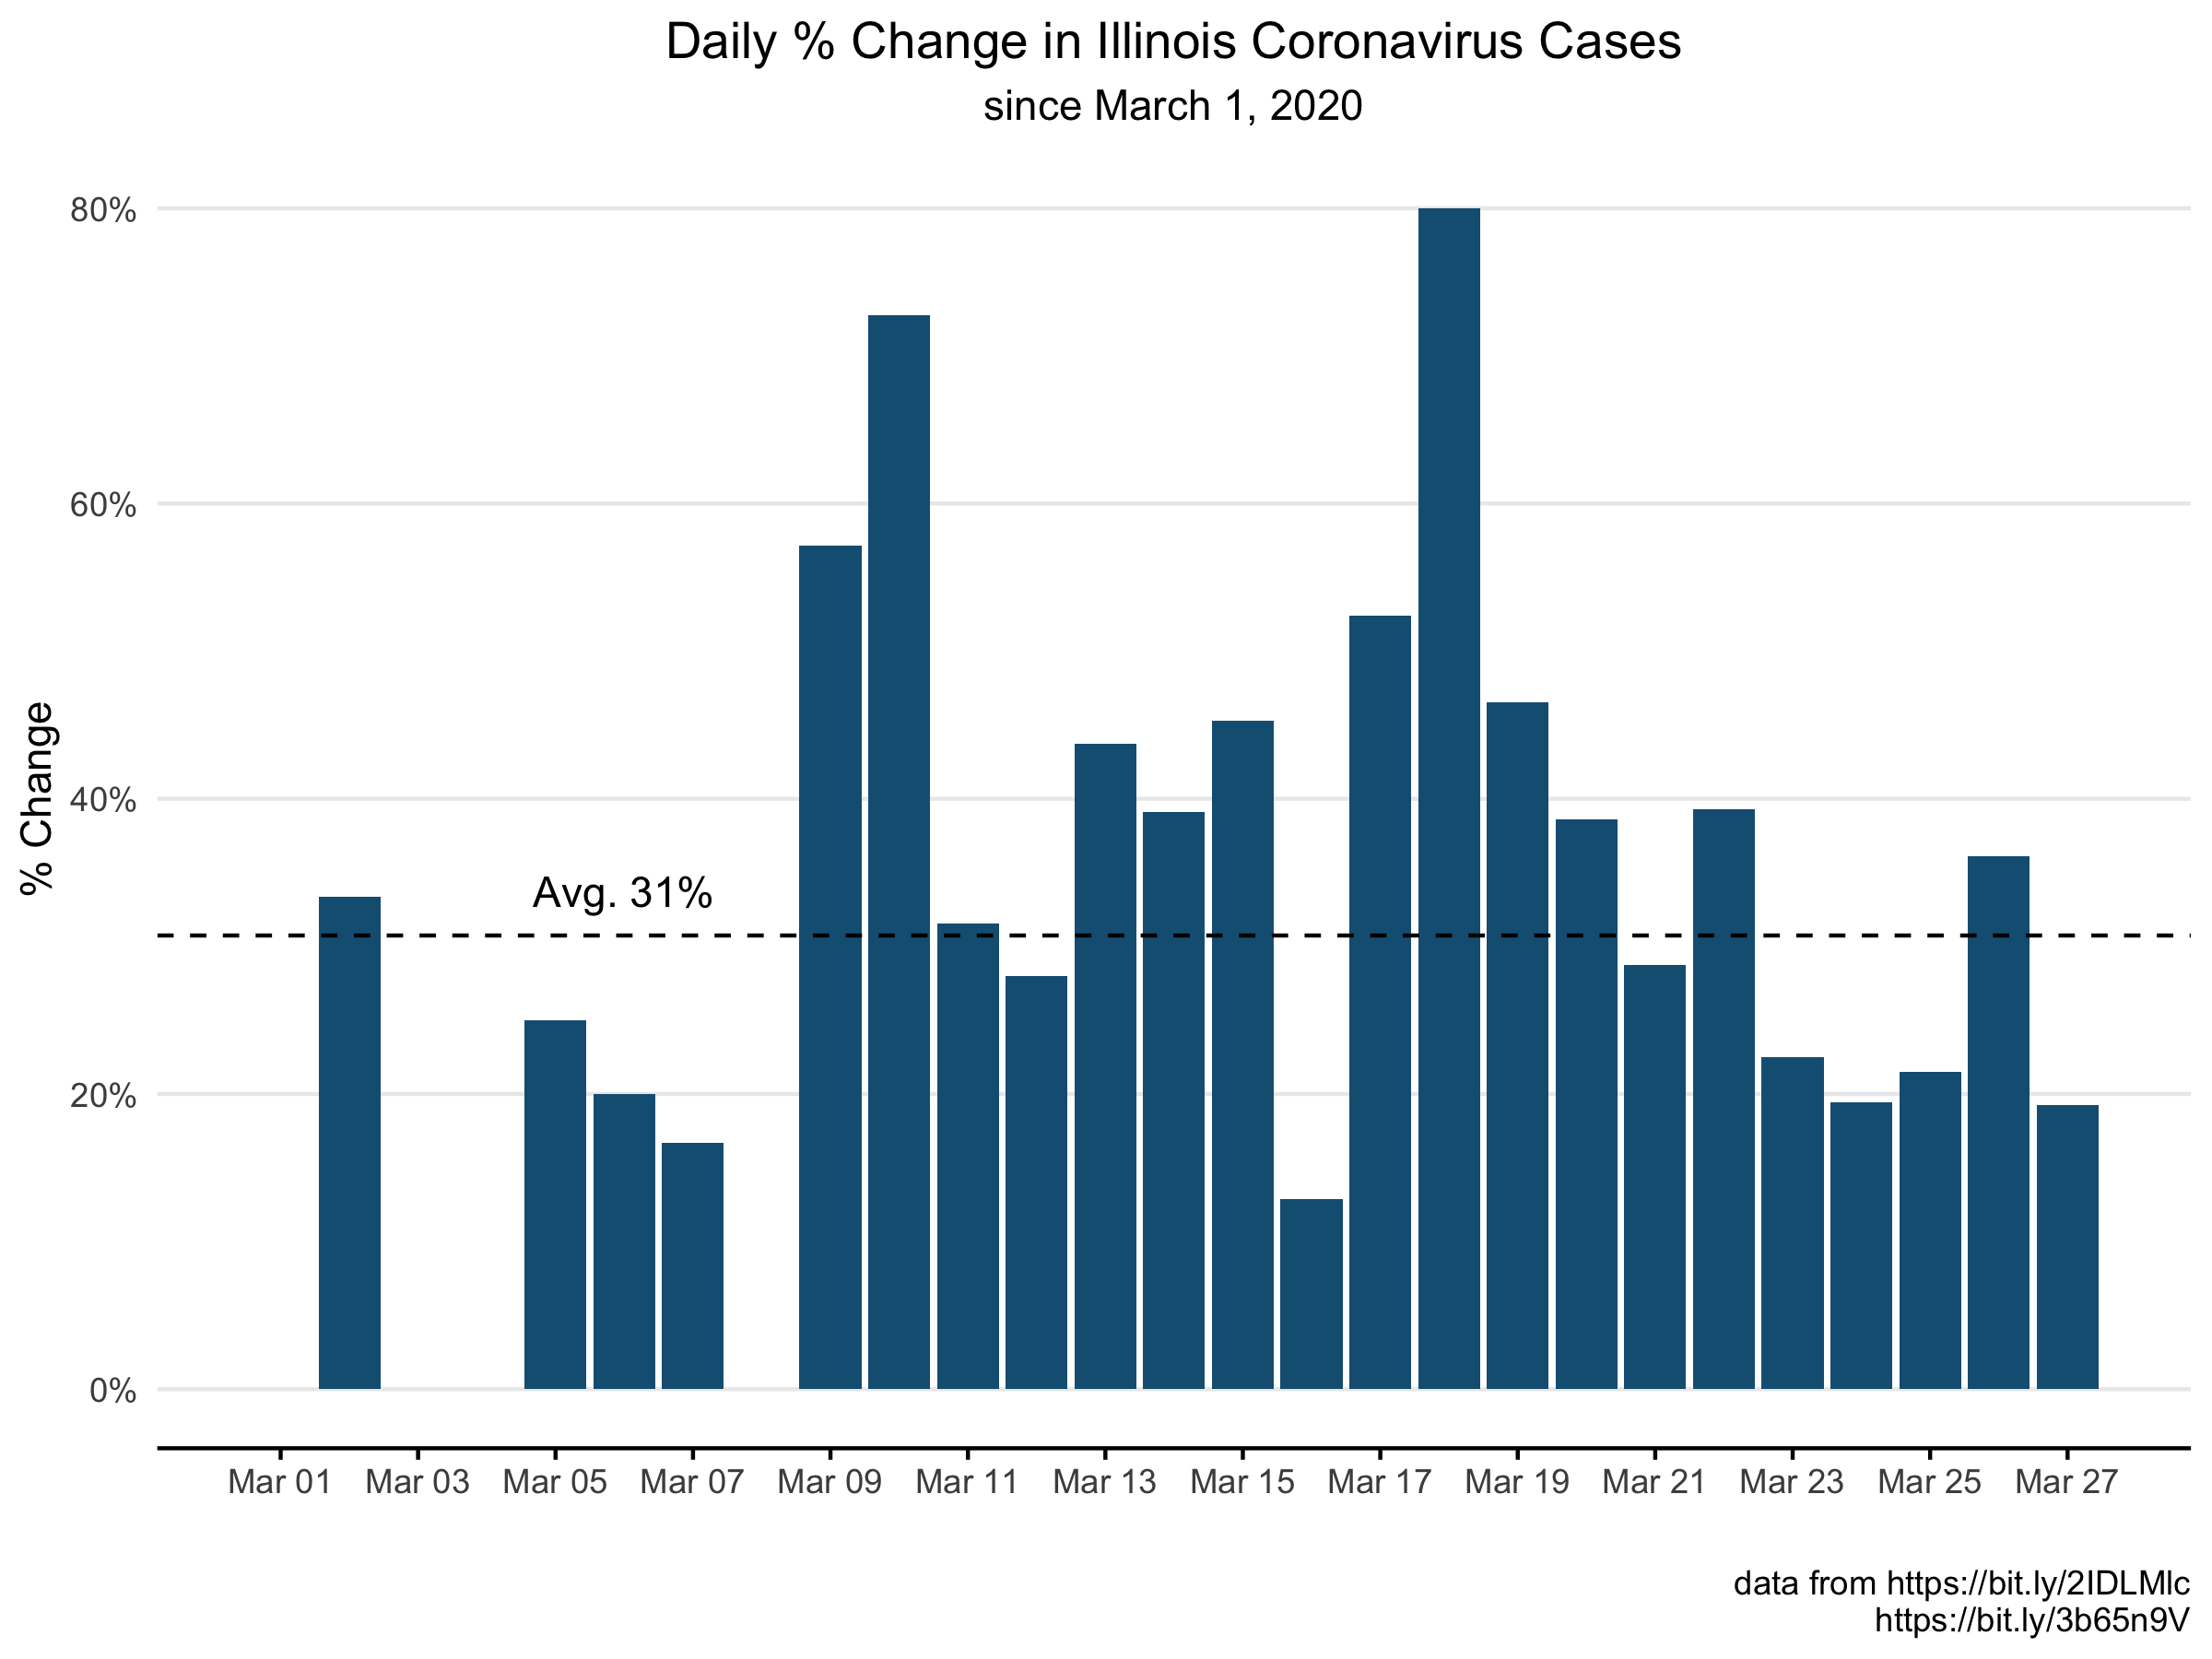 Daily % Change in Illinois Coronavirus Cases
since March 1, 2020
80%
60%
40%
20%
0%
% Change
Avg. 31%
Mar 01 Mar 03 Mar 05 Mar 07 Mar 09 Mar 11 Mar 13 Mar 15 Mar 17 Mar 19 Mar 21 Mar 23 Mar 25 Mar 27
data from https://bit.ly/2IDLMlc
https://bit.ly/3b65n9V